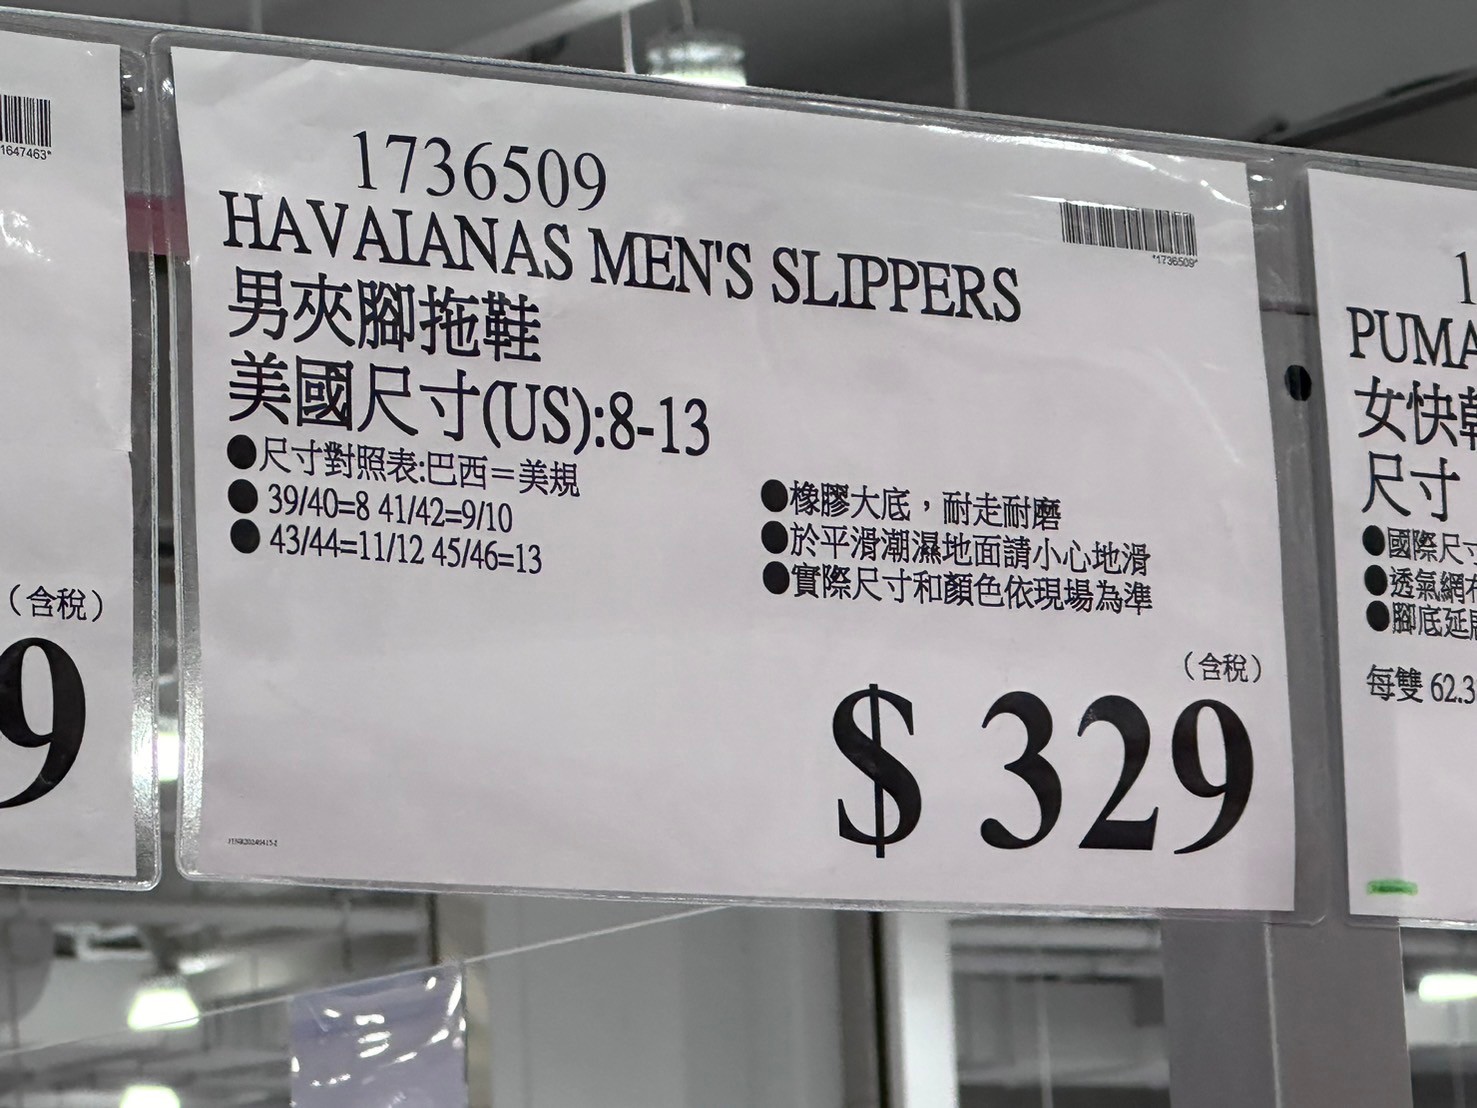 1647463*
（含稅）
9
1736509
HAVAIANAS MEN'S SLIPPERS
男夾腳拖鞋
美國尺寸(US):8-13
●尺寸對照表:巴西＝美規
● 39/40=8 41/42=9/10
● 43/44=11/12 45/46=13
*1736509*
●橡膠大底，耐走耐磨
●於平滑潮濕地面請小心地滑
●實際尺寸和顏色依現場為準
（含稅）
$ 329
1
PUMA
女快乾
尺寸
●國際尺寸
●透氣網布
●腳底延
每雙 62.3